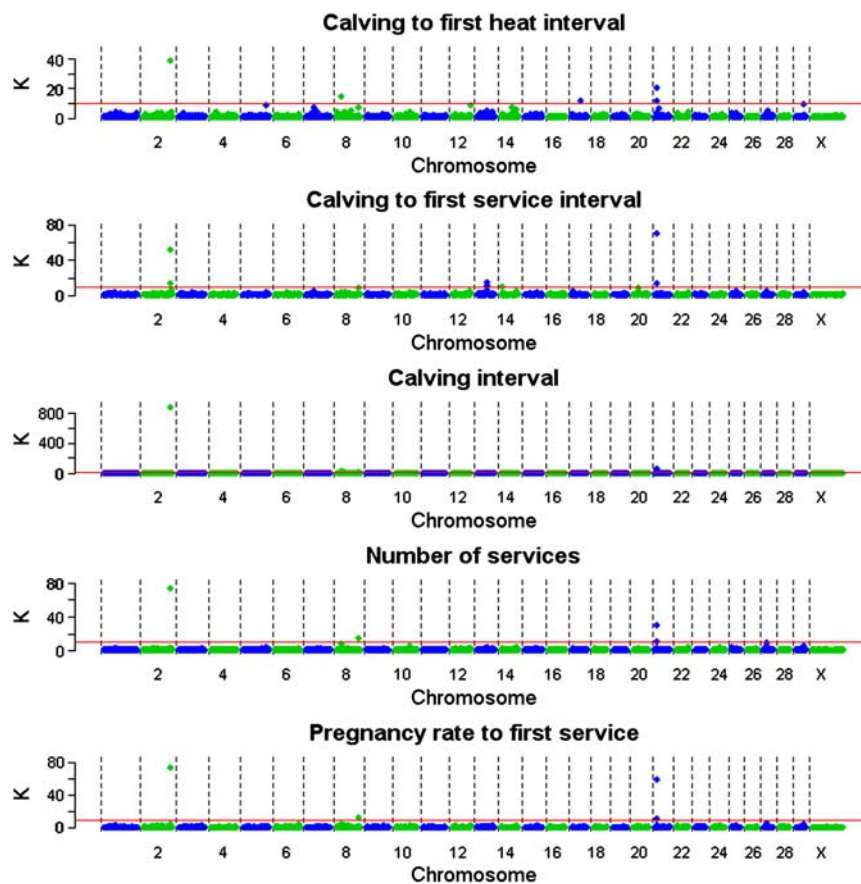 Calving to first heat interval
K
40
20
0
2 4 6 8 10 12 14 16 18 20 22 24 26 28 X
Chromosome
Calving to first service interval
K
80
40
0
2 4 6 8 10 12 14 16 18 20 22 24 26 28 X
Chromosome
Calving interval
K
800
400
0
2 4 6 8 10 12 14 16 18 20 22 24 26 28 X
Chromosome
Number of services
K
80
40
0
2 4 6 8 10 12 14 16 18 20 22 24 26 28 X
Chromosome
Pregnancy rate to first service
K
80
40
0
2 4 6 8 10 12 14 16 18 20 22 24 26 28 X
Chromosome